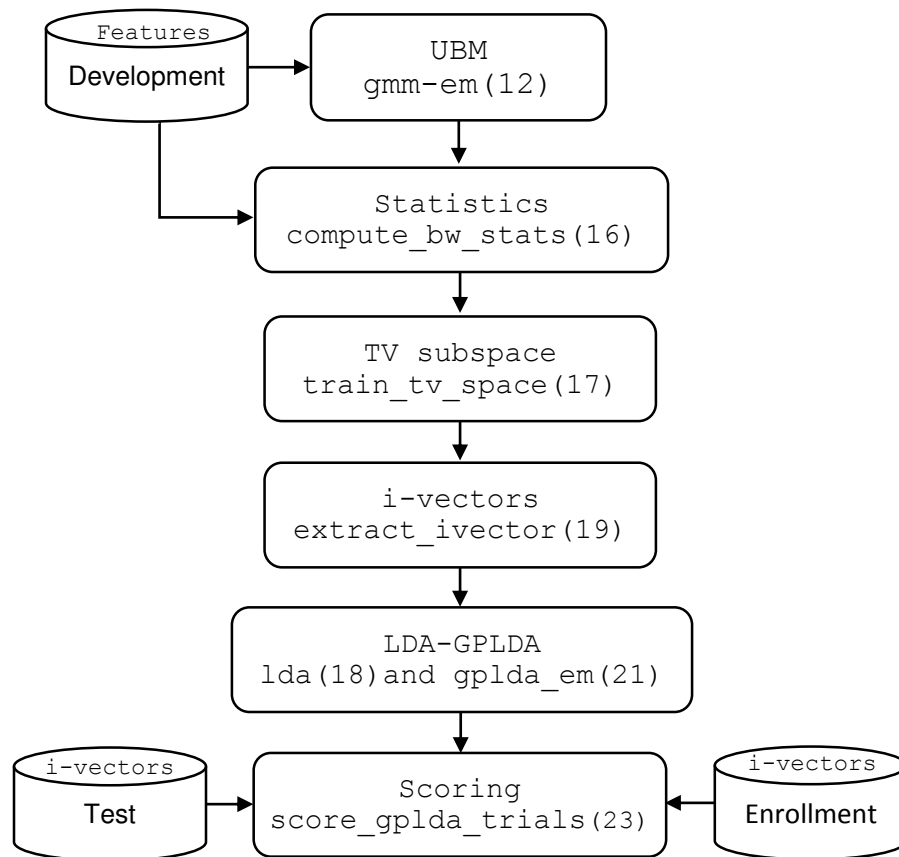 Features
Development
UBM
gmm-em(12)
Statistics
compute_bw_stats(16)
TV subspace
train_tv_space(17)
i-vectors
extract_ivector(19)
LDA-GPLDA
lda(18)and gplda_em(21)
i-vectors
Test
Scoring
score_gplda_trials(23)
i-vectors
Enrollment